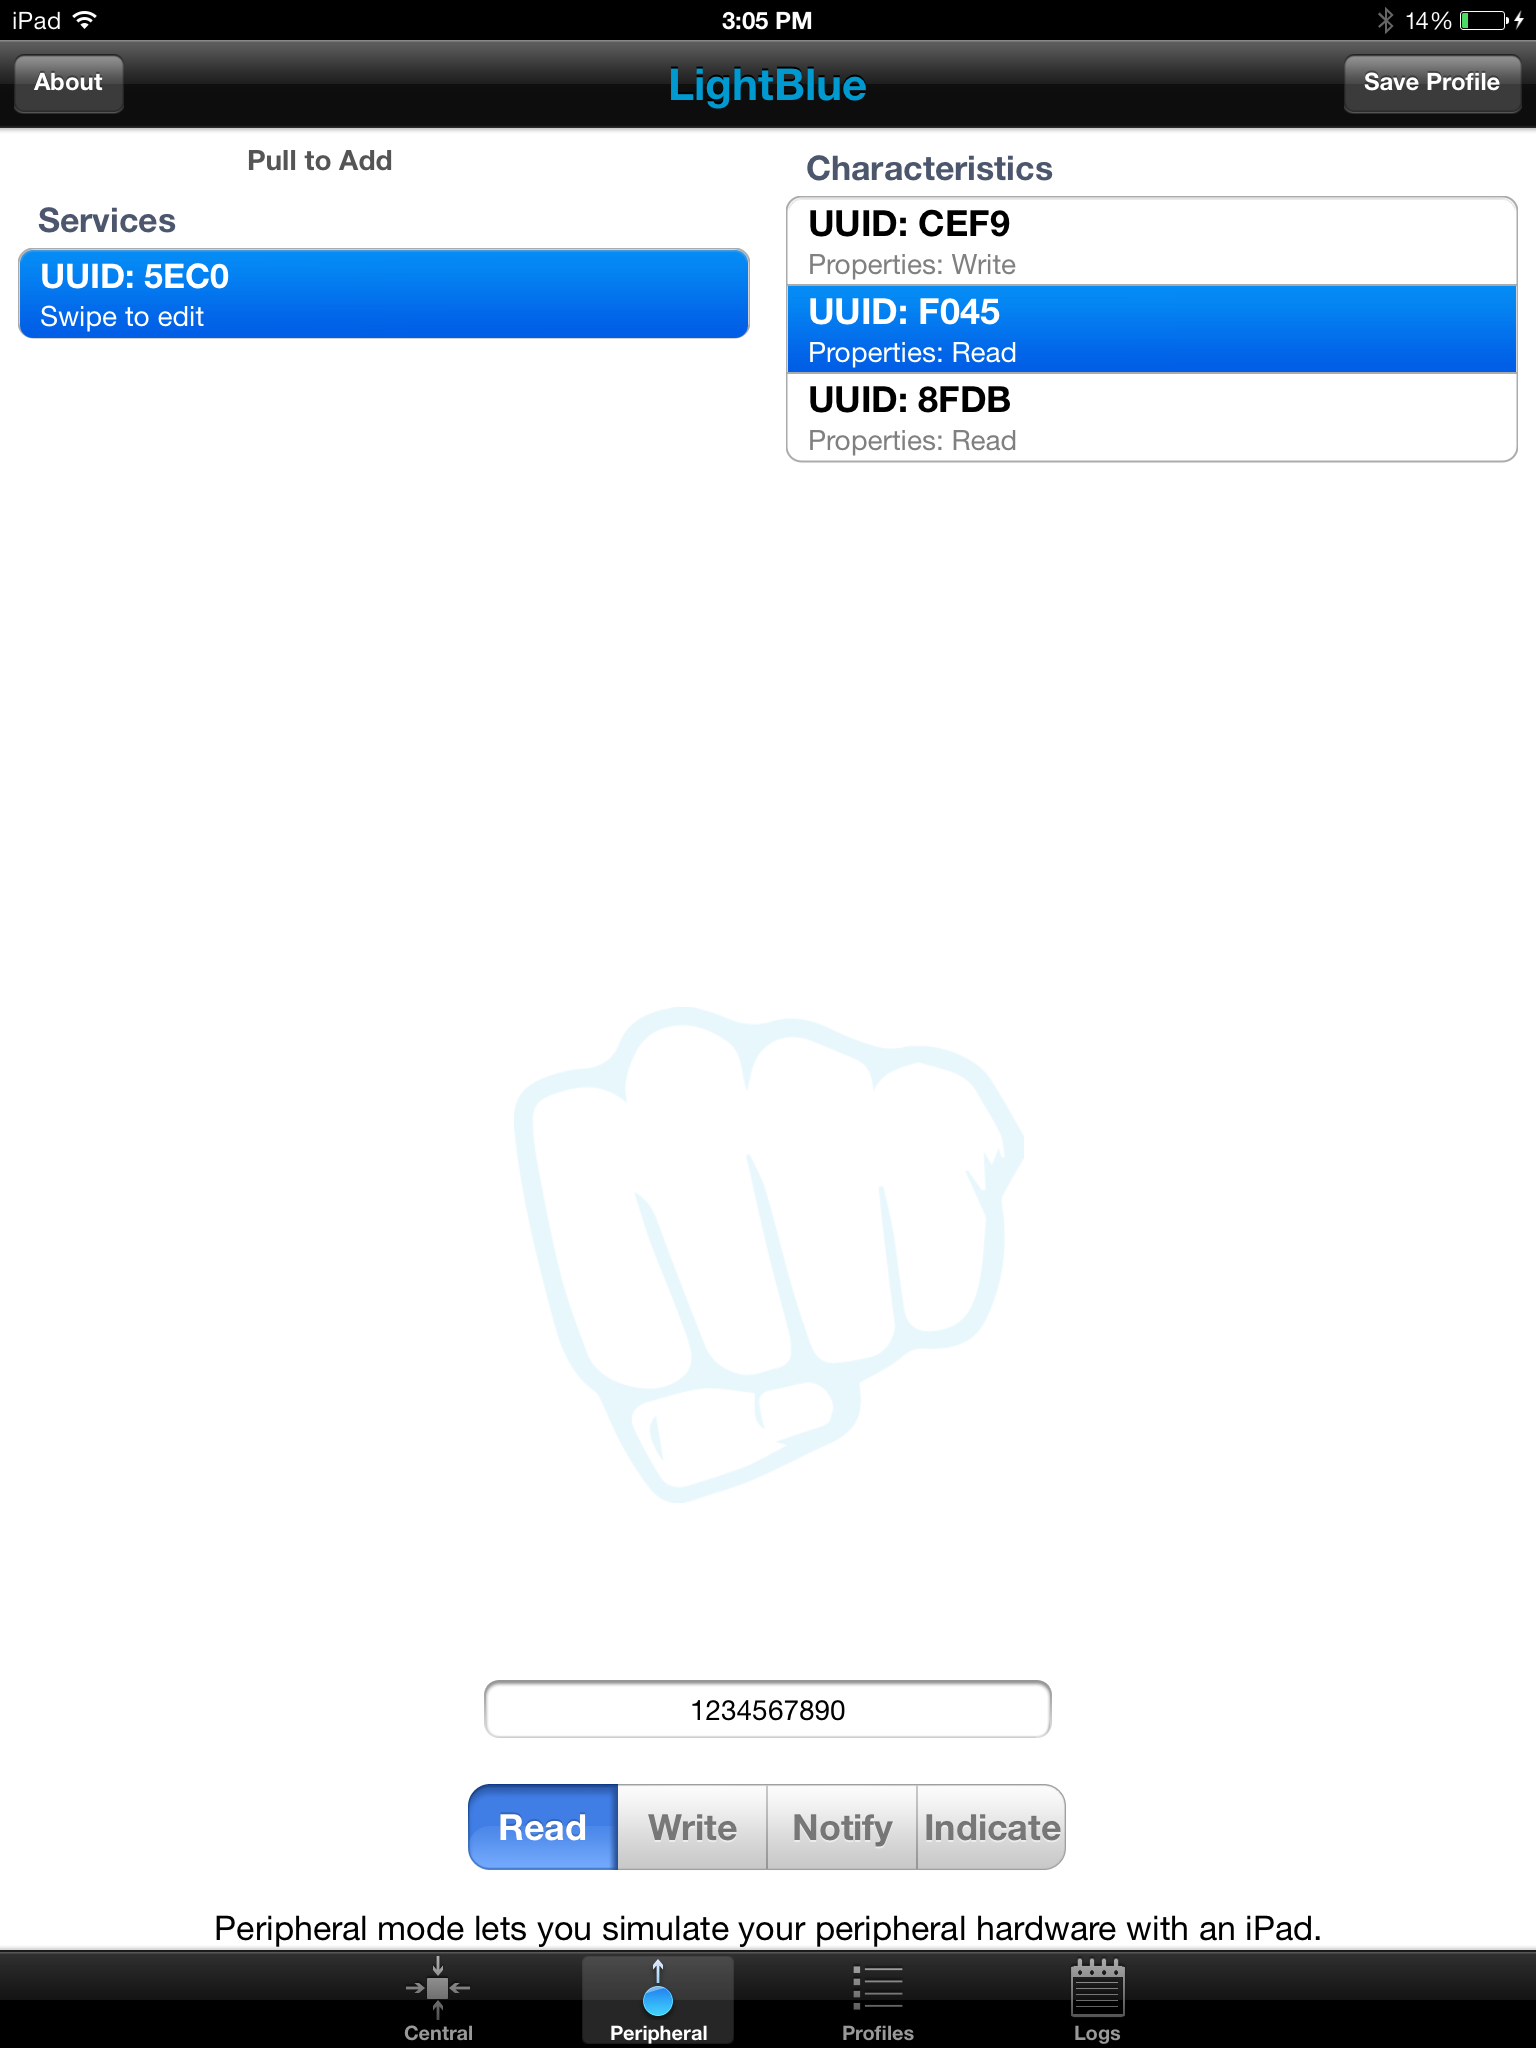 iPad
3:05 PM
14%
About
LightBlue
Save Profile
Pull to Add
Services
UUID: 5EC0
Swipe to edit
Characteristics
UUID: CEF9
Properties: Write
UUID: F045
Properties: Read
UUID: 8FDB
Properties: Read
1234567890
Read
Write
Notify
Indicate
Peripheral mode lets you simulate your peripheral hardware with an iPad.
Central
Peripheral
Profiles
Logs